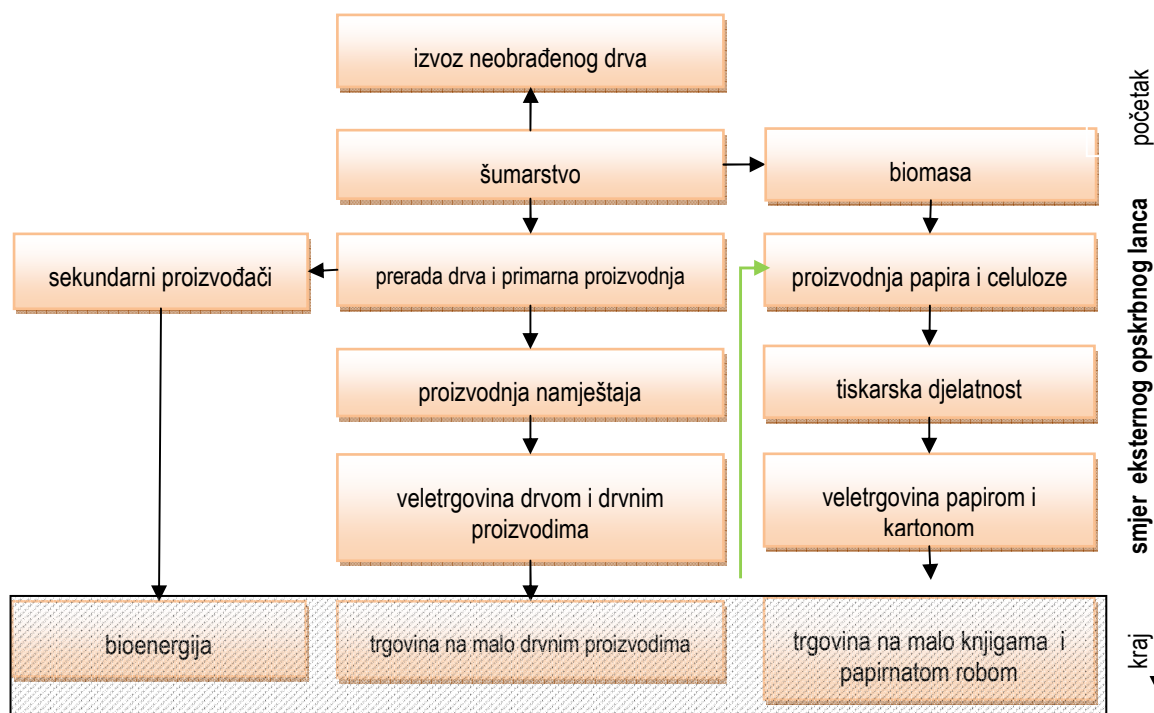 izvoz neobrađenog drva
šumarstvo
biomasa
sekundarni proizvođači
prerada drva i primarna proizvodnja
proizvodnja papira i celuloze
proizvodnja namještaja
tiskarska djelatnost
veletrgovina drvom i drvnim
proizvodima
veletrgovina papirom i
kartonom
bioenergija
trgovina na malo drvnim proizvodima
trgovina na malo knjigama i
papirnatom robom
početak
smjer eksternog opskrbnog lanca
kraj